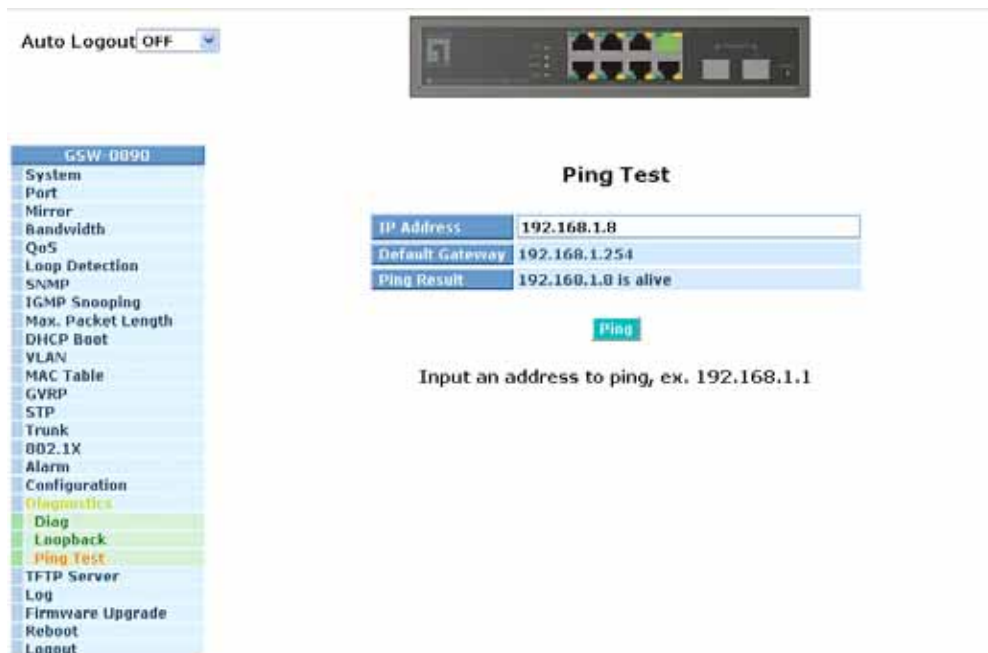 Auto Logout OFF
GSW-0890
System
Port
Mirror
Bandwidth
QoS
Loop Detection
SNMP
IGMP Snooping
Max. Packet Length
DHCP Boot
VLAN
MAC Table
GVRP
STP
Trunk
802.1X
Alarm
Configuration
Diagnostics
Diag
Loopback
Ping Test
TFTP Server
Log
Firmware Upgrade
Reboot
Logout
Ping Test
IP Address 192.168.1.8
Default Gateway 192.168.1.254
Ping Result 192.168.1.8 is alive
Ping
Input an address to ping, ex. 192.168.1.1